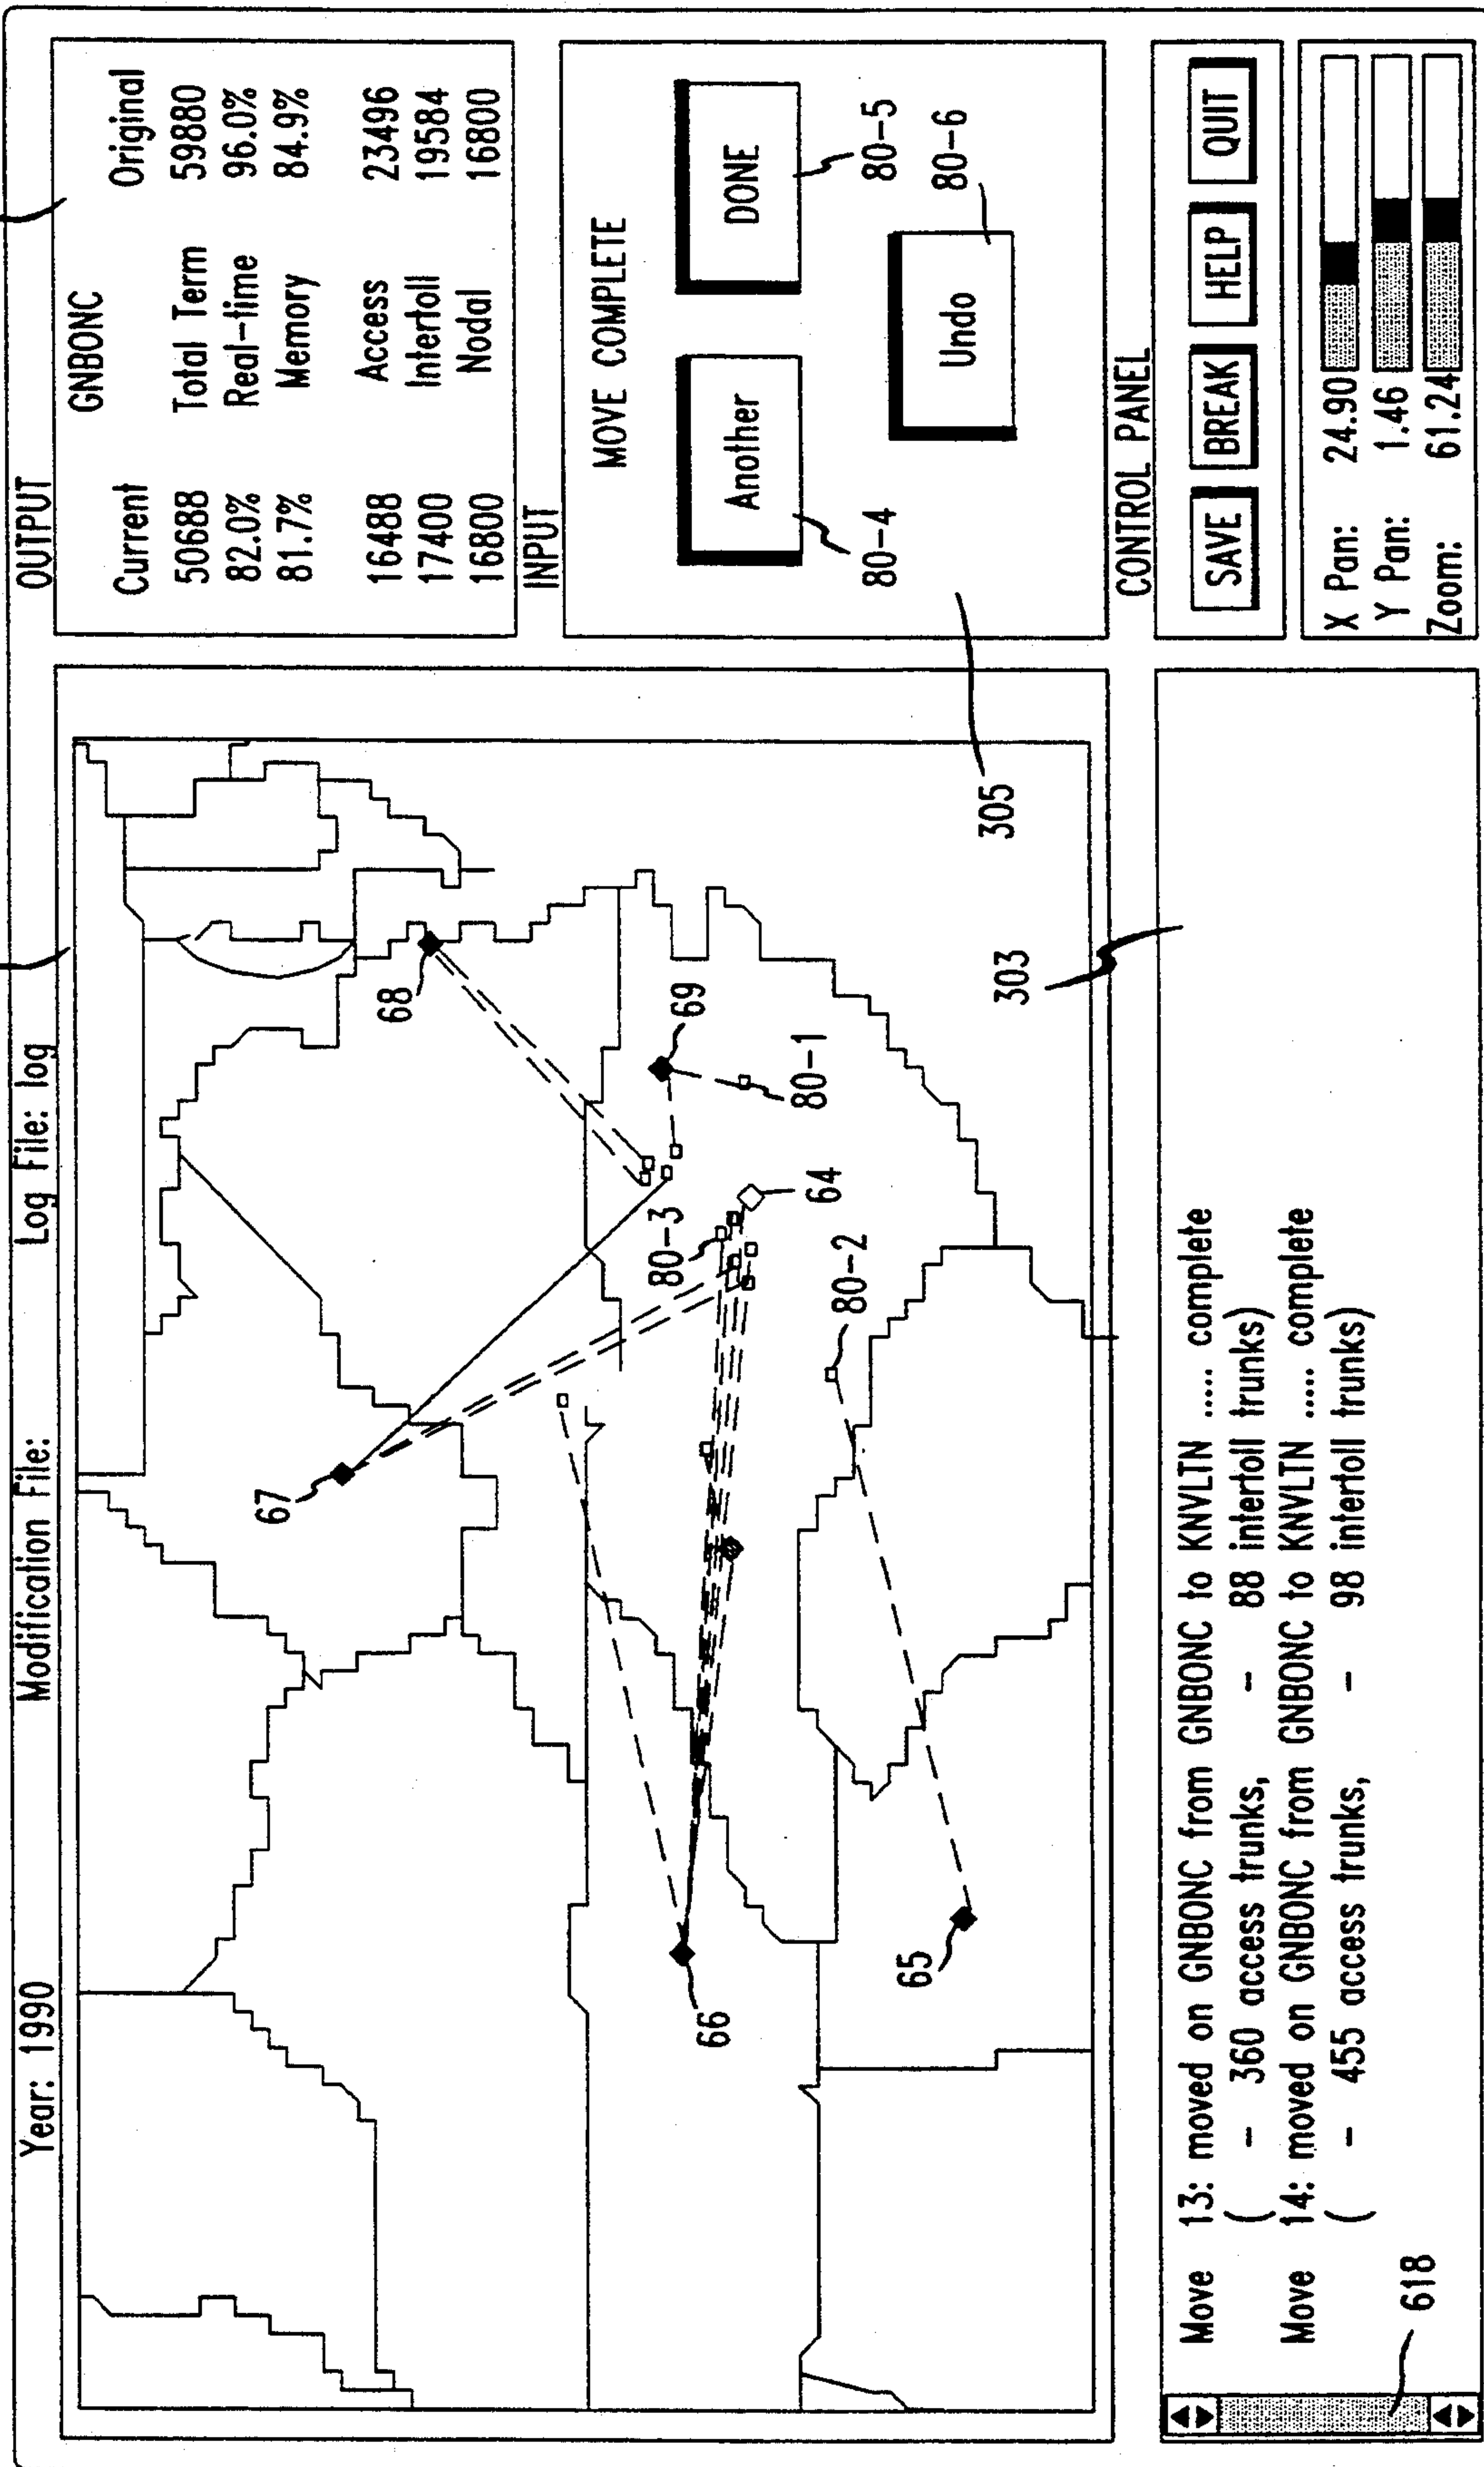 Year: 1990 Modification File: Log File: log
OUTPUT
GNBONC
Current Original
50688 Total Term 59880
82.0% Real-time 96.0%
81.7% Memory 84.9%
16488 Access 23496
17400 Intertoll 19584
16800 Nodal 16800
INPUT
MOVE COMPLETE
Another
DONE
80-4
80-5
Undo
80-6
305
67
68
69
80-1
80-3
64
80-2
66
65
303
CONTROL PANEL
SAVE BREAK HELP QUIT
X Pan: 24.90
Y Pan: 1.46
Zoom: 61.24
Move 13: moved on GNBONC from GNBONC to KNVLTN ..... complete
( - 360 access trunks, - 88 intertoll trunks)
Move 14: moved on GNBONC from GNBONC to KNVLTN ..... complete
( - 455 access trunks, - 98 intertoll trunks)
618